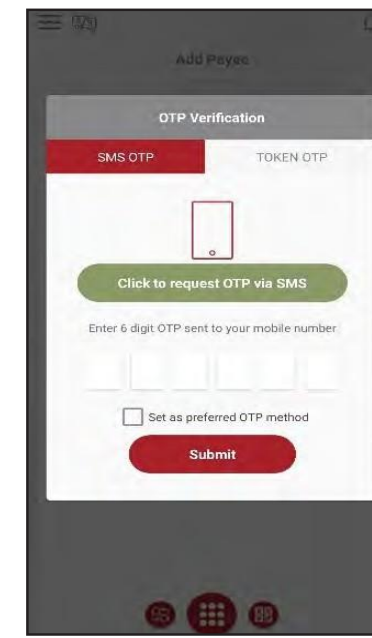 Add Payee
OTP Verification
SMS OTP
TOKEN OTP
Click to request OTP via SMS
Enter 6 digit OTP sent to your mobile number
Set as preferred OTP method
Submit